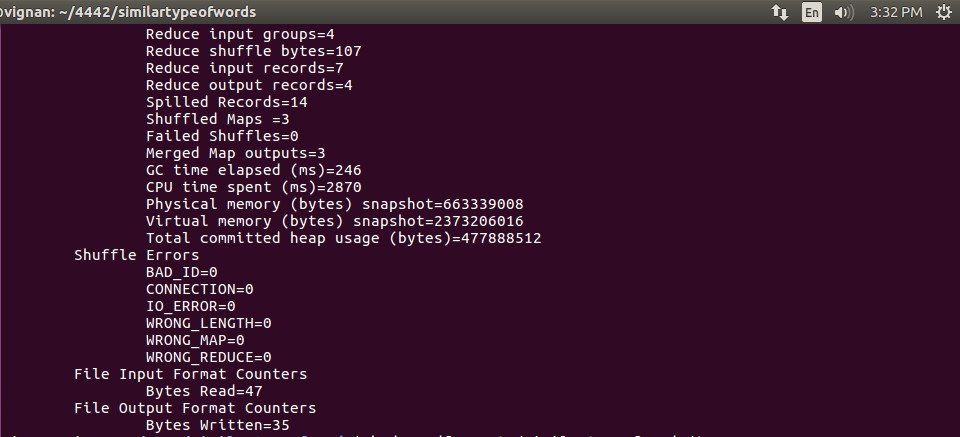 vignan: ~/4442/similartypeofwords
En
3:32 PM
Reduce input groups=4
Reduce shuffle bytes=107
Reduce input records=7
Reduce output records=4
Spilled Records=14
Shuffled Maps =3
Failed Shuffles=0
Merged Map outputs=3
GC time elapsed (ms)=246
CPU time spent (ms)=2870
Physical memory (bytes) snapshot=663339008
Virtual memory (bytes) snapshot=2373206016
Total committed heap usage (bytes)=477888512
Shuffle Errors
BAD_ID=0
CONNECTION=0
IO_ERROR=0
WRONG_LENGTH=0
WRONG_MAP=0
WRONG_REDUCE=0
File Input Format Counters
Bytes Read=47
File Output Format Counters
Bytes Written=35